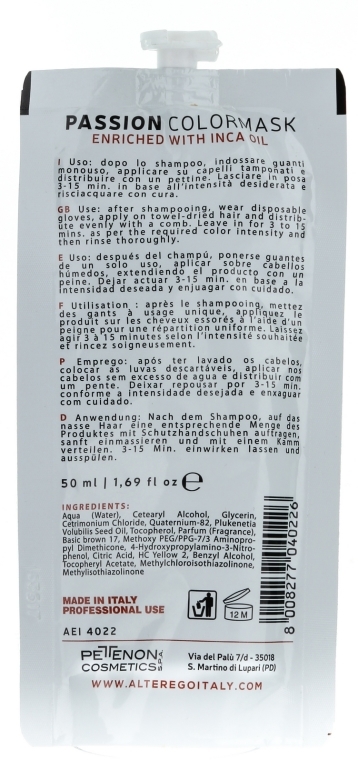 PASSION COLORMASK
ENRICHED WITH INCA OIL
I Uso: dopo lo shampoo, indossare guanti
monouso, applicare su capelli tamponati e
distribuire con un pettine. Lasciare in posa
3-15 min. in base all'intensità desiderata e
risciacquare con cura.
GB Use: after shampooing, wear disposable
gloves, apply on towel-dried hair and distrib-
ute evenly with a comb. Leave in for 3 to 15
mins. as per the required color intensity and
then rinse thoroughly.
E Uso: después del champú, ponerse guantes
de un solo uso, aplicar sobre cabellos
húmedos, extendiendo el producto con un
peine. Dejar actuar 3-15 min. en base a la
intensidad deseada y enjuagar con cuidado.
F Utilisation : après le shampooing, mettez
des gants à usage unique, appliquez le
produit sur les cheveux essorés à l'aide d'un
peigne pour une répartition uniforme. Laissez
agir 3 à 15 minutes selon l'intensité souhaitée
et rincez soigneusement.
P Emprego: após ter lavado os cabelos,
colocar as luvas descartáveis, aplicar nos
cabelos sem excesso de agua e distribuir com
um pente. Deixar repousar por 3-15 min.
conforme a intensidade desejada e enxaguar
com cuidado.
D Anwendung: Nach dem Shampoo, auf das
nasse Haar eine entsprechende Menge des
Produktes mit Schutzhandschuhen auftragen,
sanft einmassieren und mit einem Kamm
verteilen. 3-15 Min. einwirken lassen und
ausspülen.
50 ml | 1,69 fl oz ℮
INGREDIENTS:
Aqua (Water), Cetearyl Alcohol, Glycerin,
Cetrimonium Chloride, Quaternium-82, Plukenetia
Volubilis Seed Oil, Tocopherol, Parfum (Fragrance),
Basic brown 17, Methoxy PEG/PPG-7/3 Aminopro-
pyl Dimethicone, 4-Hydroxypropylamino-3-Nitro-
phenol, Citric Acid, HC Yellow 2, Benzyl Alcohol,
Tocopheryl Acetate, Methylchloroisothiazolinone,
Methylisothiazolinone
8 008277 040226
MADE IN ITALY
PROFESSIONAL USE
12 M
AEI 4022
PETTENON
COSMETICS S.P.A.
Via del Palù 7/d - 35018
S. Martino di Lupari (PD)
WWW.ALTEREGOITALY.COM